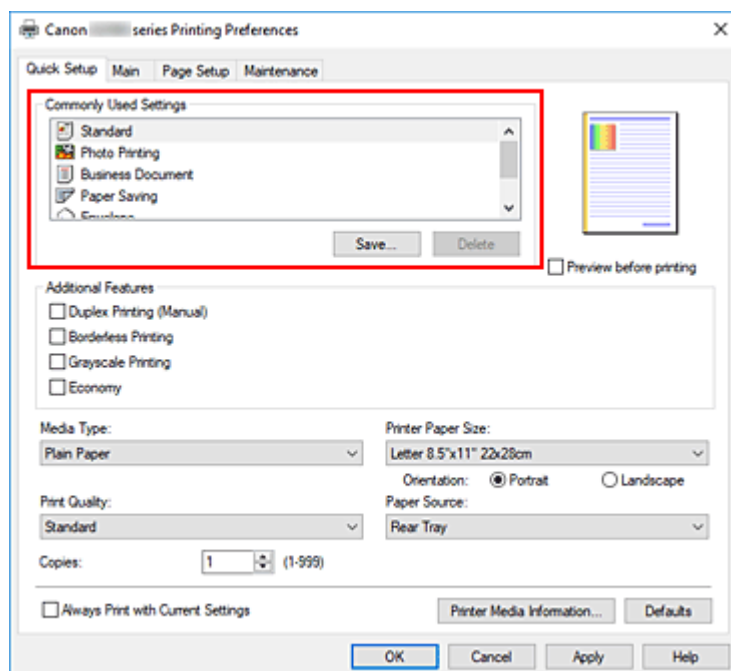 Canon series Printing Preferences
Quick Setup Main Page Setup Maintenance
Commonly Used Settings
Standard
Photo Printing
Business Document
Paper Saving
Envelope
Save... Delete
Preview before printing
Additional Features
Duplex Printing (Manual)
Borderless Printing
Grayscale Printing
Economy
Media Type: Printer Paper Size:
Plain Paper Letter 8.5"x11" 22x28cm
Orientation: Portrait Landscape
Print Quality: Paper Source:
Standard Rear Tray
Copies: 1 (1-999)
Always Print with Current Settings Printer Media Information... Defaults
OK Cancel Apply Help